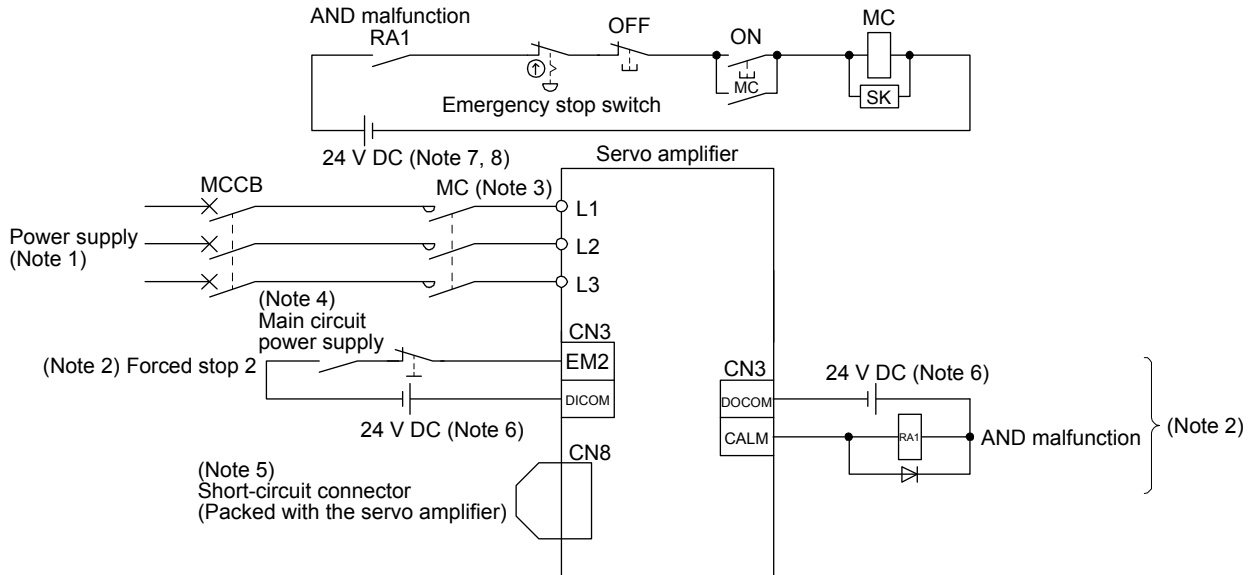 AND malfunction
RA1
OFF
ON
MC
MC
SK
Emergency stop switch
24 V DC (Note 7, 8)
Servo amplifier
MCCB
MC (Note 3)
L1
Power supply
(Note 1)
L2
L3
(Note 4)
Main circuit
power supply
CN3
(Note 2) Forced stop 2
EM2
CN3
24 V DC (Note 6)
DICOM
DOCOM
24 V DC (Note 6)
CALM
RA1
AND malfunction
(Note 2)
CN8
(Note 5)
Short-circuit connector
(Packed with the servo amplifier)